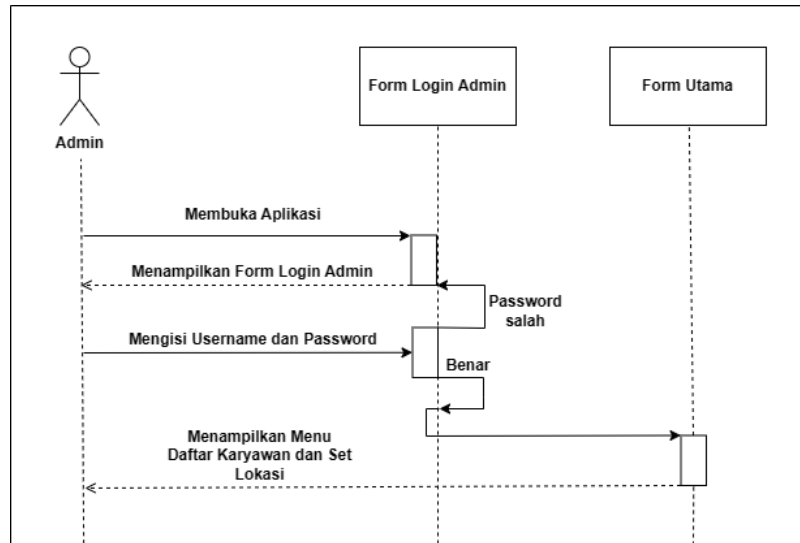 Form Login Admin
Form Utama
Admin
Membuka Aplikasi
Menampilkan Form Login Admin
Password
salah
Mengisi Username dan Password
Benar
Menampilkan Menu
Daftar Karyawan dan Set
Lokasi